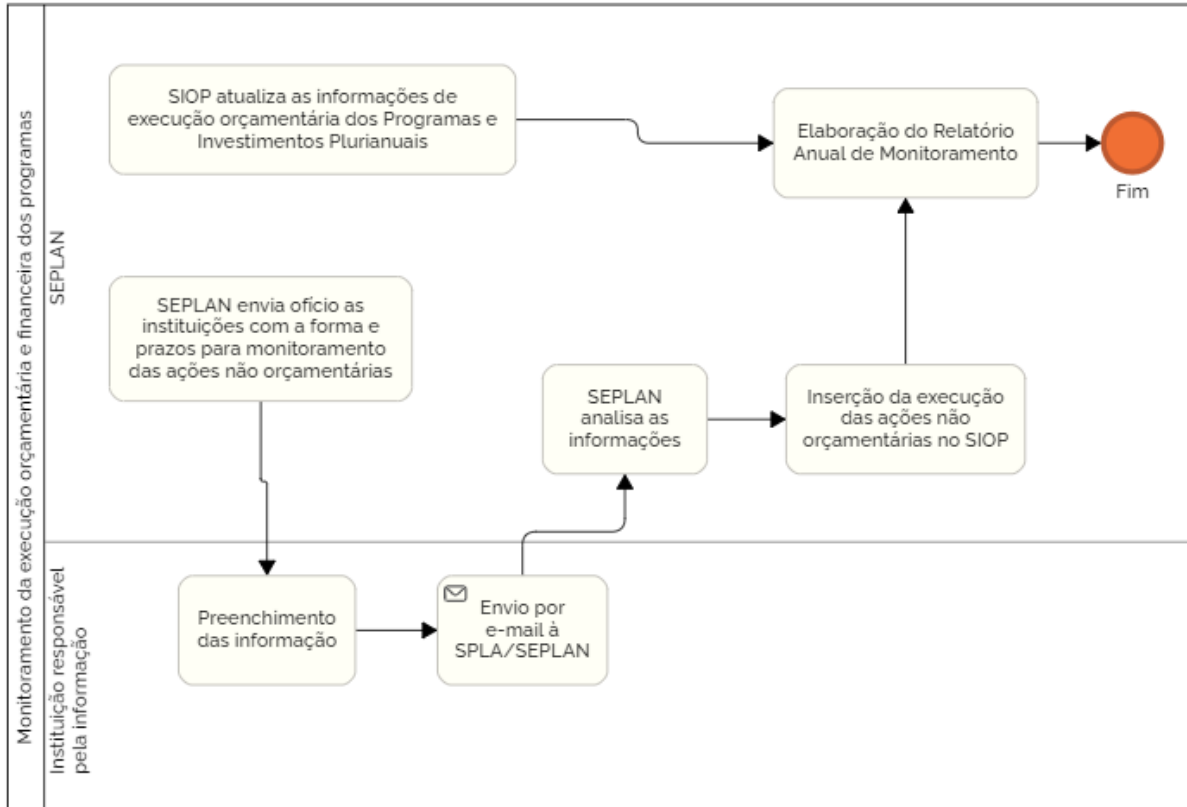 Monitoramento da execução orçamentária e financeira dos programas
SEPLAN
SIOP atualiza as informações de
execução orçamentária dos Programas e
Investimentos Plurianuais
Elaboração do Relatório
Anual de Monitoramento
Fim
SEPLAN envia ofício as
instituições com a forma e
prazos para monitoramento
das ações não orçamentárias
SEPLAN
analisa as
informações
Inserção da execução
das ações não
orçamentárias no SIOP
Instituição responsável
pela informação
Preenchimento
das informação
Envio por
e-mail à
SPLA/SEPLAN